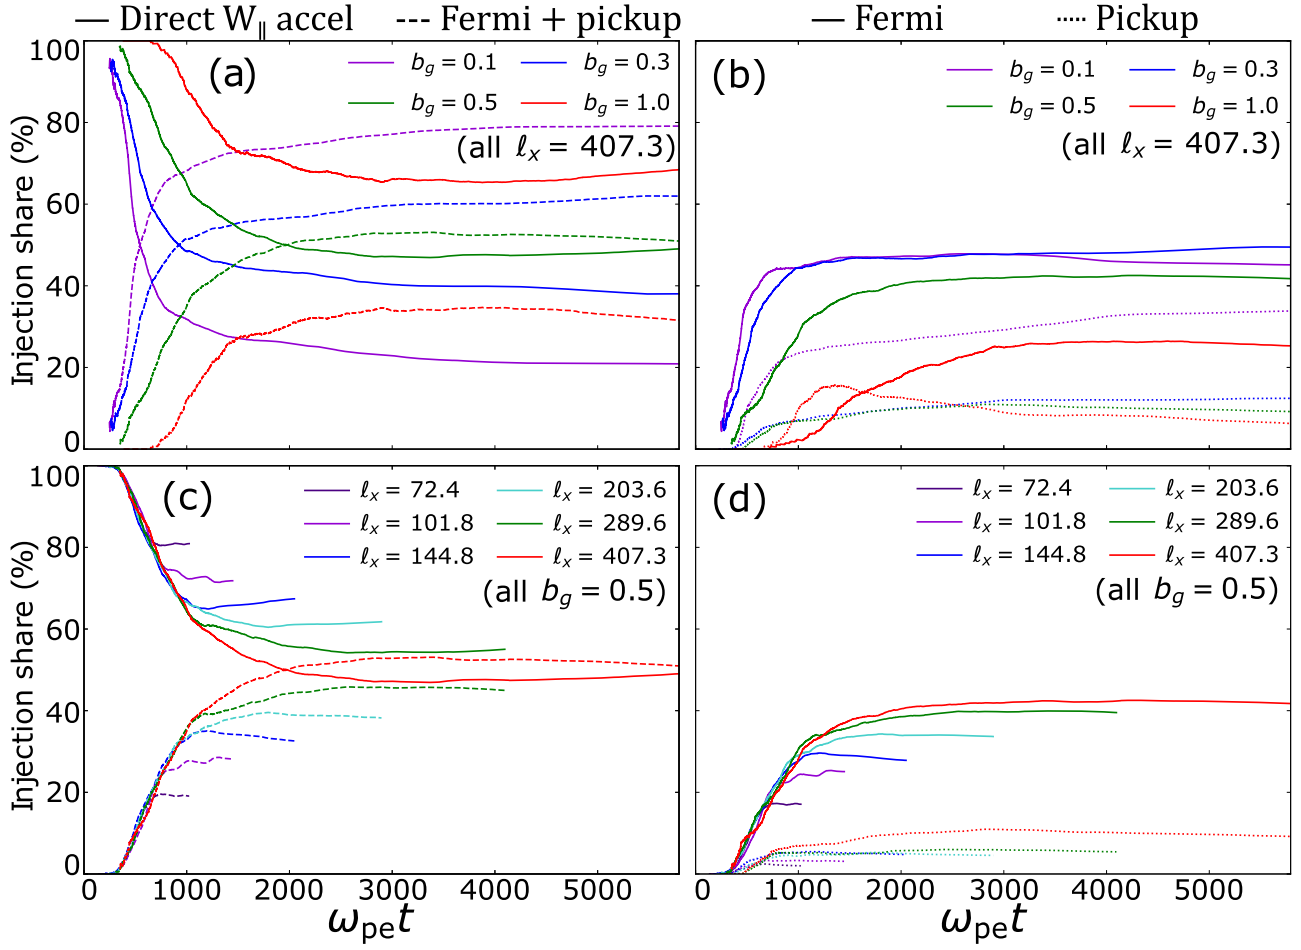 Direct W∥ accel Fermi + pickup Fermi Pickup
(a) b_g = 0.1 b_g = 0.3
b_g = 0.5 b_g = 1.0
(all ℓ_x = 407.3)
(b) b_g = 0.1 b_g = 0.3
b_g = 0.5 b_g = 1.0
(all ℓ_x = 407.3)
Injection share (%)
100
80
60
40
20
0
(c) ℓ_x = 72.4 ℓ_x = 203.6
ℓ_x = 101.8 ℓ_x = 289.6
ℓ_x = 144.8 ℓ_x = 407.3
(all b_g = 0.5)
(d) ℓ_x = 72.4 ℓ_x = 203.6
ℓ_x = 101.8 ℓ_x = 289.6
ℓ_x = 144.8 ℓ_x = 407.3
(all b_g = 0.5)
Injection share (%)
100
80
60
40
20
0
0 1000 2000 3000 4000 5000
0 1000 2000 3000 4000 5000
ω_pe t
ω_pe t